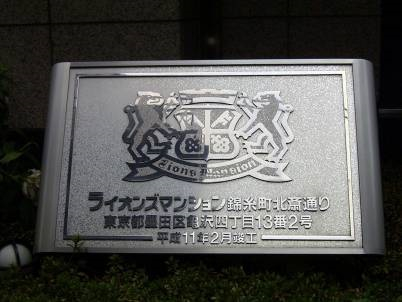 Lions Mansion
ライオンズマンション錦糸町北斎通り
東京都墨田区亀沢四丁目13番2号
平成11年2月竣工